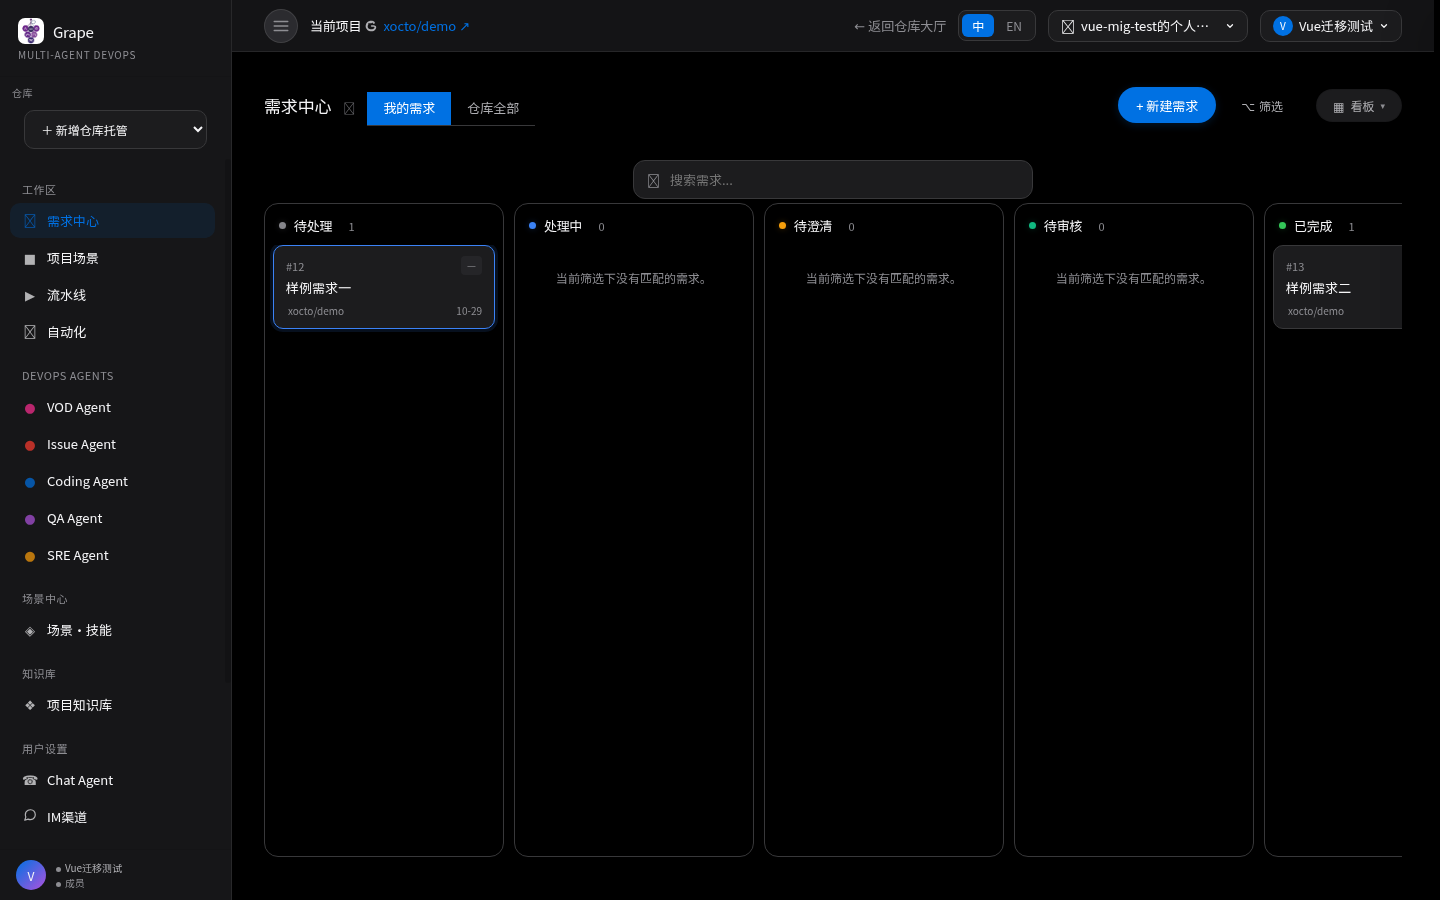 Grape
MULTI-AGENT DEVOPS
仓库
＋ 新增仓库托管
工作区
需求中心
项目场景
流水线
自动化
DEVOPS AGENTS
VOD Agent
Issue Agent
Coding Agent
QA Agent
SRE Agent
场景中心
场景・技能
知识库
项目知识库
用户设置
Chat Agent
IM渠道
V
Vue迁移测试
成员
当前项目 G xocto/demo ↗
← 返回仓库大厅
中 EN
vue-mig-test的个人…
V Vue迁移测试
需求中心
我的需求 仓库全部
+ 新建需求
⌥ 筛选
▦ 看板 ▾
搜索需求...
待处理 1
#12 —
样例需求一
xocto/demo 10-29
处理中 0
当前筛选下没有匹配的需求。
待澄清 0
当前筛选下没有匹配的需求。
待审核 0
当前筛选下没有匹配的需求。
已完成 1
#13
样例需求二
xocto/demo